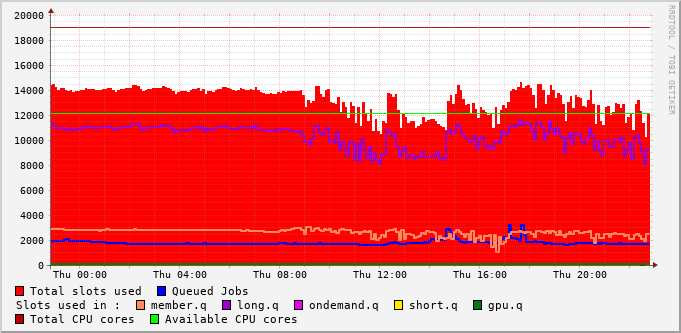 20000
18000
16000
14000
12000
10000
8000
6000
4000
2000
0
Thu 00:00 Thu 04:00 Thu 08:00 Thu 12:00 Thu 16:00 Thu 20:00
Total slots used Queued Jobs
Slots used in : member.q long.q ondemand.q short.q gpu.q
Total CPU cores Available CPU cores
RRDTOOL / TOBI OETIKER